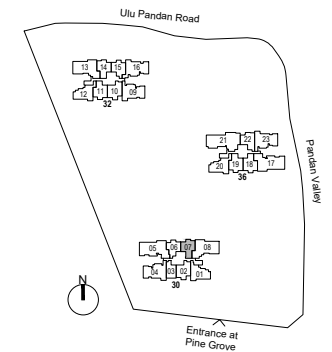 Ulu Pandan Road
13 14 15 16
12 11 10 09
32
21 22 23
20 19 18 17
36
Pandan Valley
05 06 07 08
04 03 02 01
30
N
Entrance at
Pine Grove